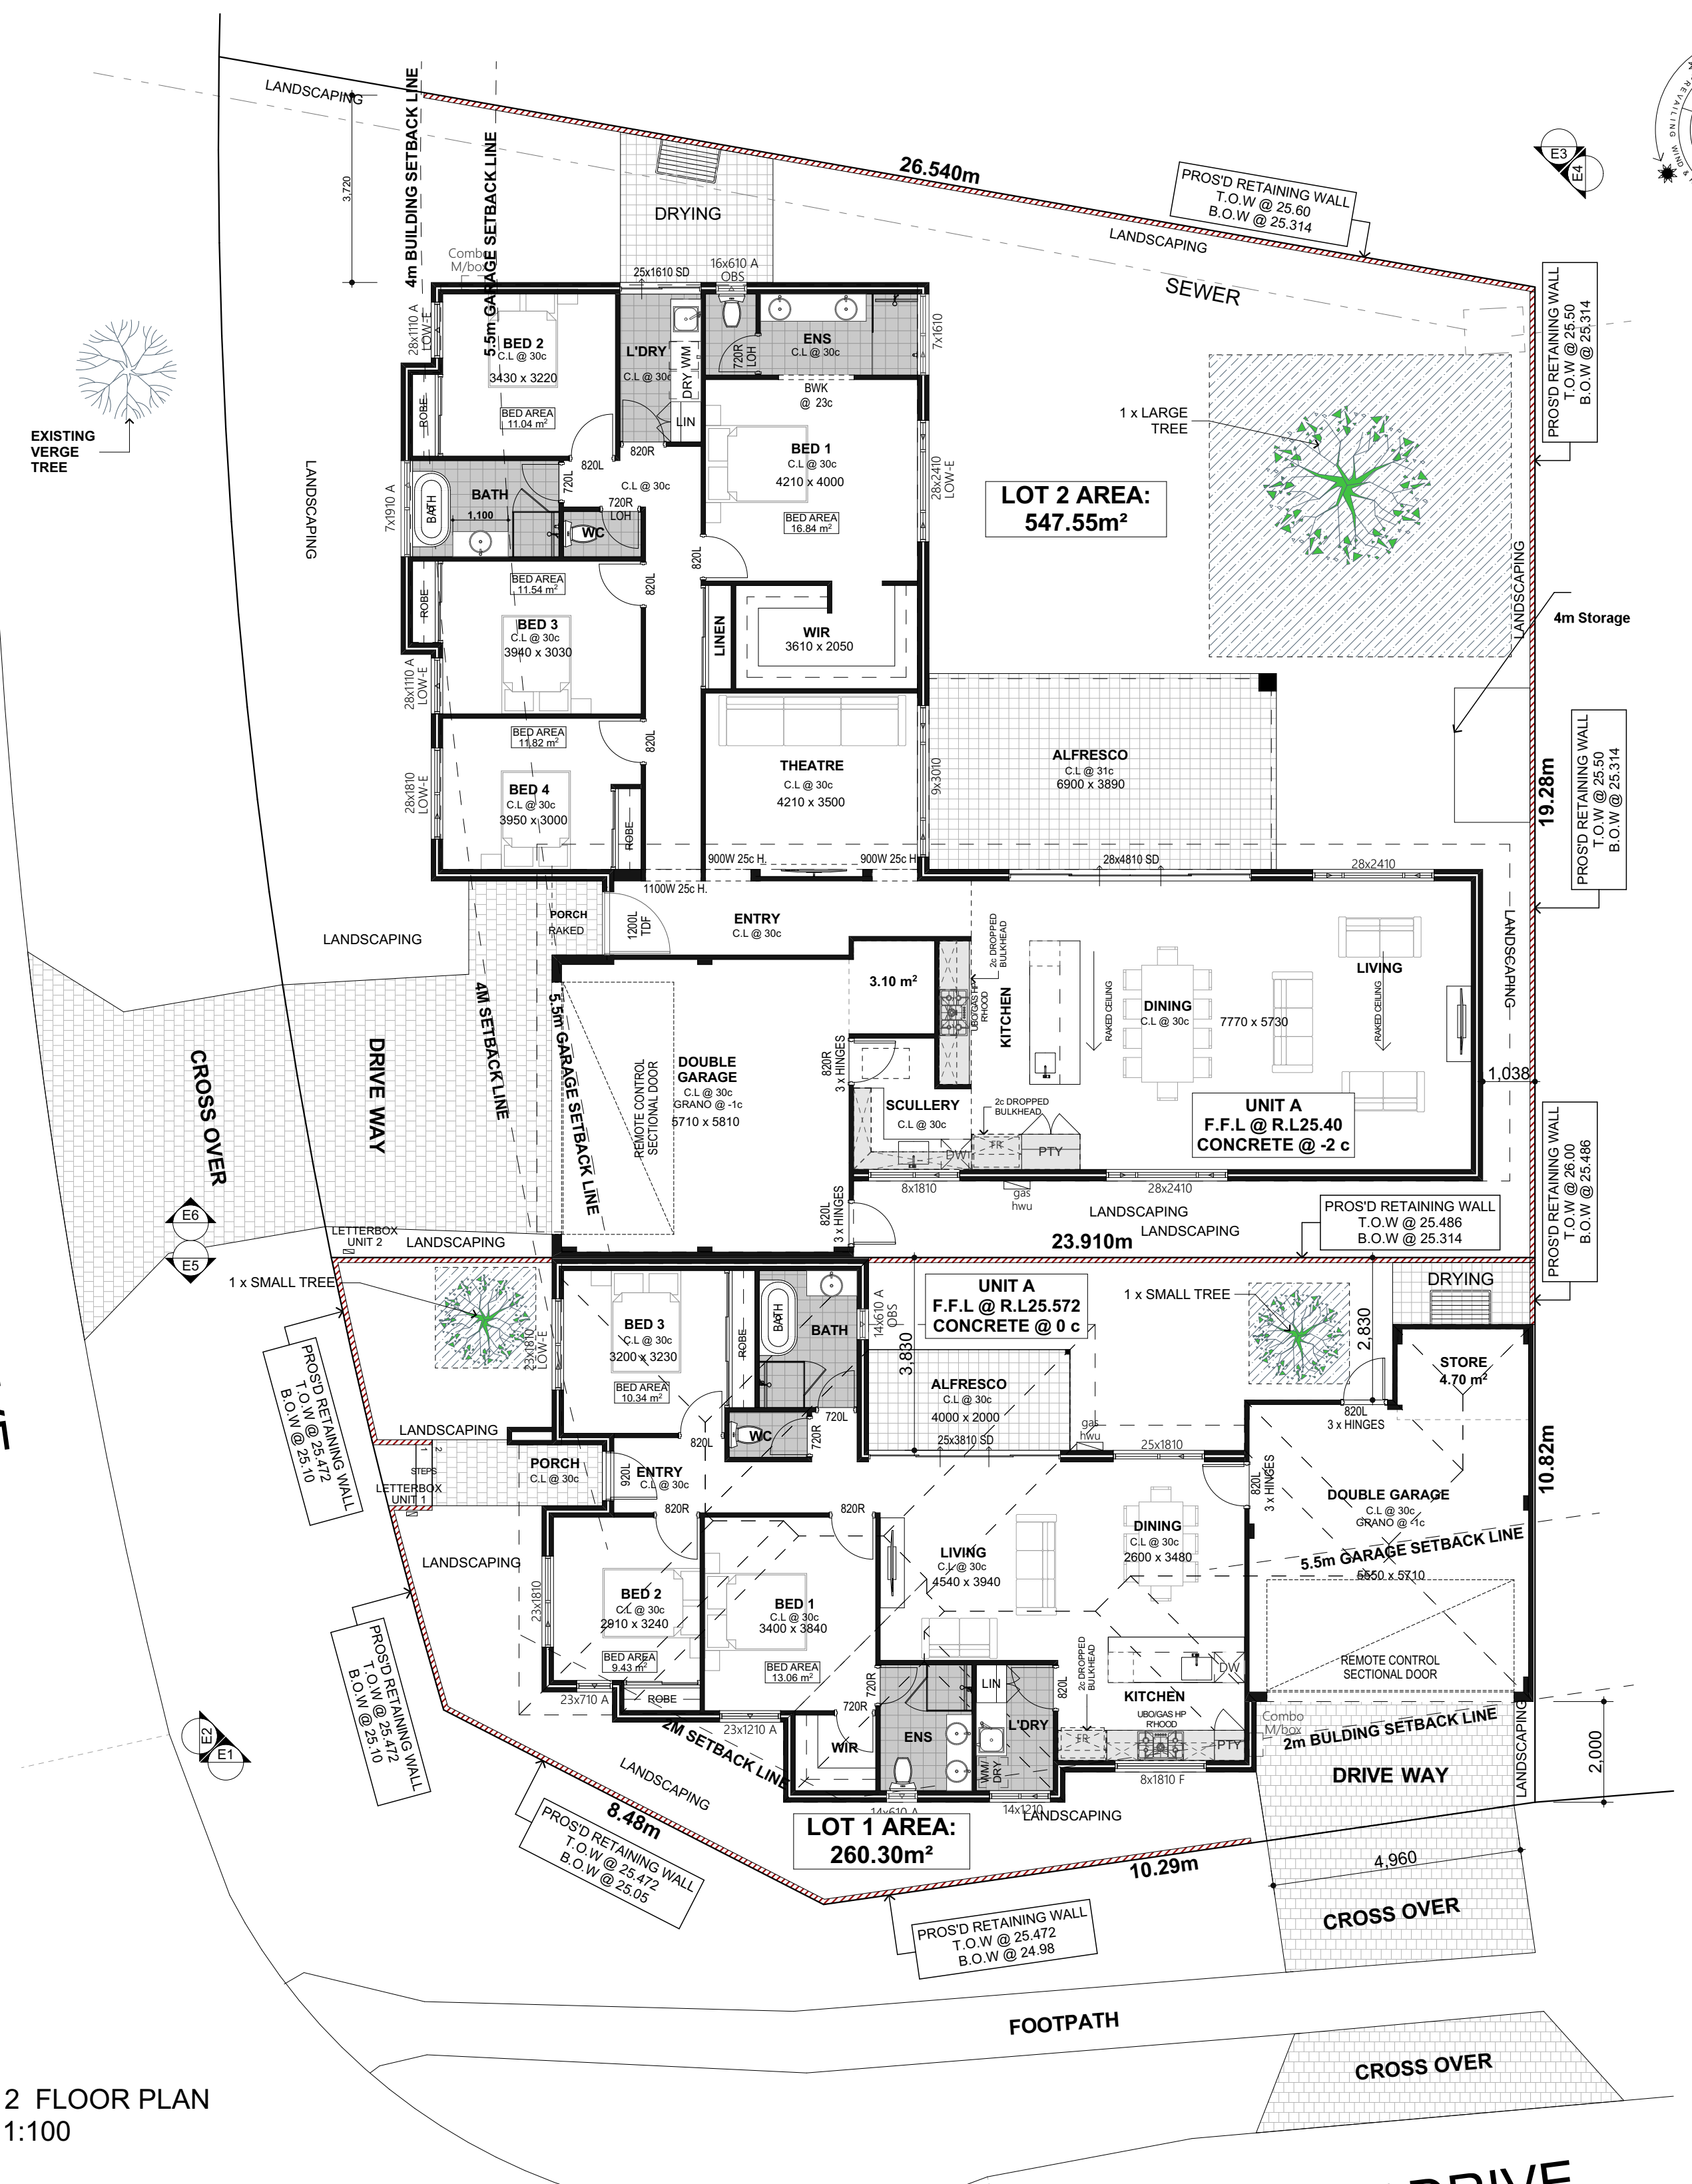 LANDSCAPING
4m BUILDING SETBACK LINE
5.5m GARAGE SETBACK LINE
3,720
26.540m
PROS'D RETAINING WALL
T.O.W @ 25.60
B.O.W @ 25.314
LANDSCAPING
E3
E4
DRYING
SEWER
Combo
M/box
25x1610 SD
16x610 A
OBS
PROS'D RETAINING WALL
T.O.W @ 25.50
B.O.W @ 25.314
28x1110 A
LOW-E
BED 2
C.L @ 30c
3430 x 3220
BED AREA
11.04 m²
ROBE
L'DRY
C.L @ 30c
DRY WM
LIN
720R
LOH
ENS
C.L @ 30c
7x1610
BWK
@ 23c
1 x LARGE
TREE
EXISTING
VERGE
TREE
820R
820L
C.L @ 30c
BED 1
C.L @ 30c
4210 x 4000
BED AREA
16.84 m²
28x2410
LOW-E
LOT 2 AREA:
547.55m²
LANDSCAPING
7x1910 A
BATH
BATH
1,100
720L
720R
LOH
WC
820L
820L
LANDSCAPING
4m Storage
ROBE
BED AREA
11.54 m²
BED 3
C.L @ 30c
3940 x 3030
28x1110 A
LOW-E
LINEN
WIR
3610 x 2050
BED AREA
11.82 m²
820L
BED 4
C.L @ 30c
3950 x 3000
ROBE
28x1810
LOW-E
THEATRE
C.L @ 30c
4210 x 3500
9x3010
ALFRESCO
C.L @ 31c
6900 x 3890
19.28m
PROS'D RETAINING WALL
T.O.W @ 25.50
B.O.W @ 25.314
900W 25c H.
900W 25c H.
1100W 25c H.
28x4810 SD
28x2410
PORCH
RAKED
1200L
TDF
ENTRY
C.L @ 30c
LANDSCAPING
LANDSCAPING
3.10 m²
2c DROPPED
BULKHEAD
UBO/GAS HP
R'HOOD
KITCHEN
RAKED CEILING
DINING
C.L @ 30c
7770 x 5730
LIVING
RAKED CEILING
1,038
4M SETBACK LINE
5.5m GARAGE SETBACK LINE
CROSS OVER
DRIVE WAY
REMOTE CONTROL
SECTIONAL DOOR
DOUBLE
GARAGE
C.L @ 30c
GRANO @ -1c
5710 x 5810
820R
3 x HINGES
SCULLERY
C.L @ 30c
2c DROPPED
BULKHEAD
DW
FR
PTY
UNIT A
F.F.L @ R.L25.40
CONCRETE @ -2 c
PROS'D RETAINING WALL
T.O.W @ 26.00
B.O.W @ 25.486
820L
3 x HINGES
8x1810
gas
hwu
28x2410
LANDSCAPING
LANDSCAPING
PROS'D RETAINING WALL
T.O.W @ 25.486
B.O.W @ 25.314
E6
E5
LETTERBOX
UNIT 2
LANDSCAPING
23.910m
1 x SMALL TREE
23x1810
LOW-E
BED 3
C.L @ 30c
3200 x 3230
BED AREA
10.34 m²
ROBE
BATH
BATH
14x610 A
OBS
UNIT A
F.F.L @ R.L25.572
CONCRETE @ 0 c
1 x SMALL TREE
3,830
2,830
DRYING
STORE
4.70 m²
ALFRESCO
C.L @ 30c
4000 x 2000
25x3810 SD
gas
hwu
25x1810
820L
3 x HINGES
PROS'D RETAINING WALL
T.O.W @ 25.472
B.O.W @ 25.10
LANDSCAPING
1
2
STEPS
LETTERBOX
UNIT 1
PORCH
C.L @ 30c
920L
ENTRY
C.L @ 30c
820L
WC
720L
720R
820R
820R
820L
3 x HINGES
DOUBLE GARAGE
C.L @ 30c
GRANO @ -1c
5.5m GARAGE SETBACK LINE
5650 x 5710
10.82m
LANDSCAPING
23x1810
BED 2
C.L @ 30c
2910 x 3240
BED AREA
9.43 m²
BED 1
C.L @ 30c
3400 x 3840
BED AREA
13.06 m²
LIVING
C.L @ 30c
4540 x 3940
DINING
C.L @ 30c
2600 x 3480
REMOTE CONTROL
SECTIONAL DOOR
PROS'D RETAINING WALL
T.O.W @ 25.472
B.O.W @ 25.10
23x710 A
ROBE
23x1210 A
720R
720R
WIR
ENS
LIN
L'DRY
WM/
DRY
820L
2c DROPPED
BULKHEAD
DW
KITCHEN
UBO/GAS HP
R'HOOD
FR
PTY
Combo
M/box
8x1810 F
2M SETBACK LINE
2m BULDING SETBACK LINE
DRIVE WAY
LANDSCAPING
2,000
E2
E1
LANDSCAPING
14x610 A
14x1210
LANDSCAPING
8.48m
PROS'D RETAINING WALL
T.O.W @ 25.472
B.O.W @ 25.05
LOT 1 AREA:
260.30m²
10.29m
4,960
CROSS OVER
PROS'D RETAINING WALL
T.O.W @ 25.472
B.O.W @ 24.98
FOOTPATH
CROSS OVER
2 FLOOR PLAN
1:100
DRIVE